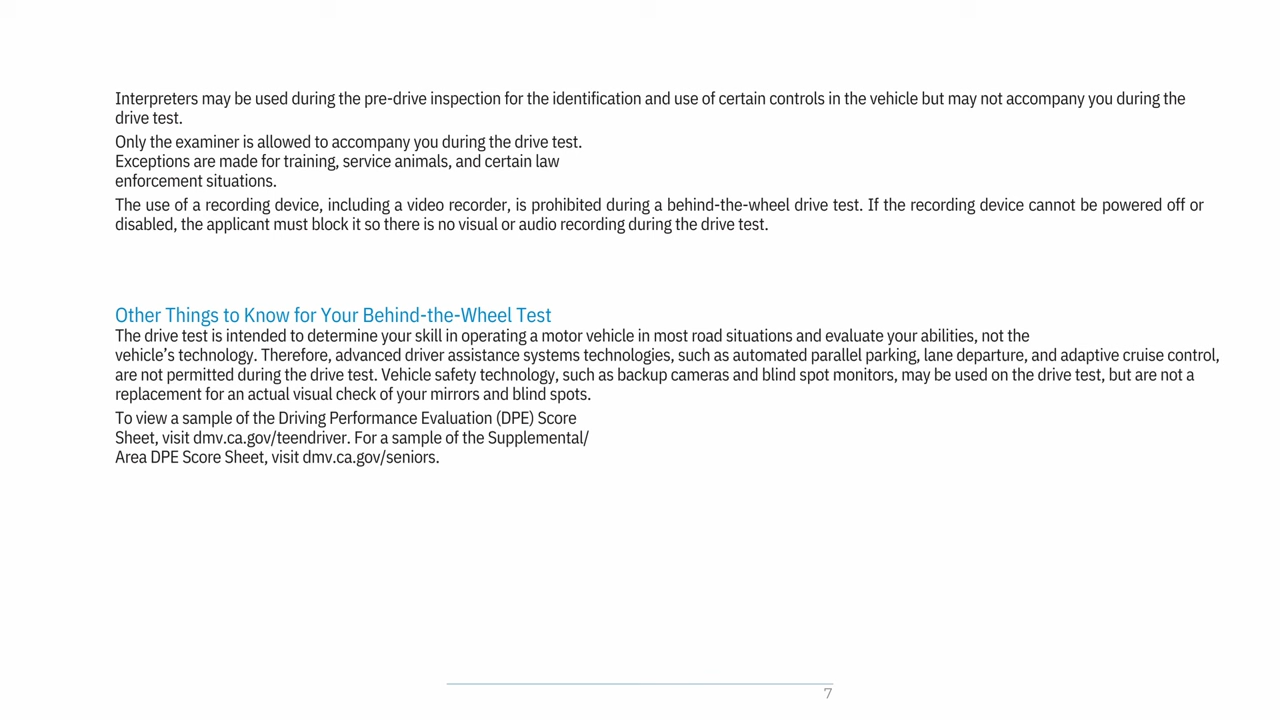 Interpreters may be used during the pre-drive inspection for the identification and use of certain controls in the vehicle but may not accompany you during the
drive test.
Only the examiner is allowed to accompany you during the drive test.
Exceptions are made for training, service animals, and certain law
enforcement situations.
The use of a recording device, including a video recorder, is prohibited during a behind-the-wheel drive test. If the recording device cannot be powered off or
disabled, the applicant must block it so there is no visual or audio recording during the drive test.
Other Things to Know for Your Behind-the-Wheel Test
The drive test is intended to determine your skill in operating a motor vehicle in most road situations and evaluate your abilities, not the
vehicle’s technology. Therefore, advanced driver assistance systems technologies, such as automated parallel parking, lane departure, and adaptive cruise control,
are not permitted during the drive test. Vehicle safety technology, such as backup cameras and blind spot monitors, may be used on the drive test, but are not a
replacement for an actual visual check of your mirrors and blind spots.
To view a sample of the Driving Performance Evaluation (DPE) Score
Sheet, visit dmv.ca.gov/teendriver. For a sample of the Supplemental/
Area DPE Score Sheet, visit dmv.ca.gov/seniors.
7